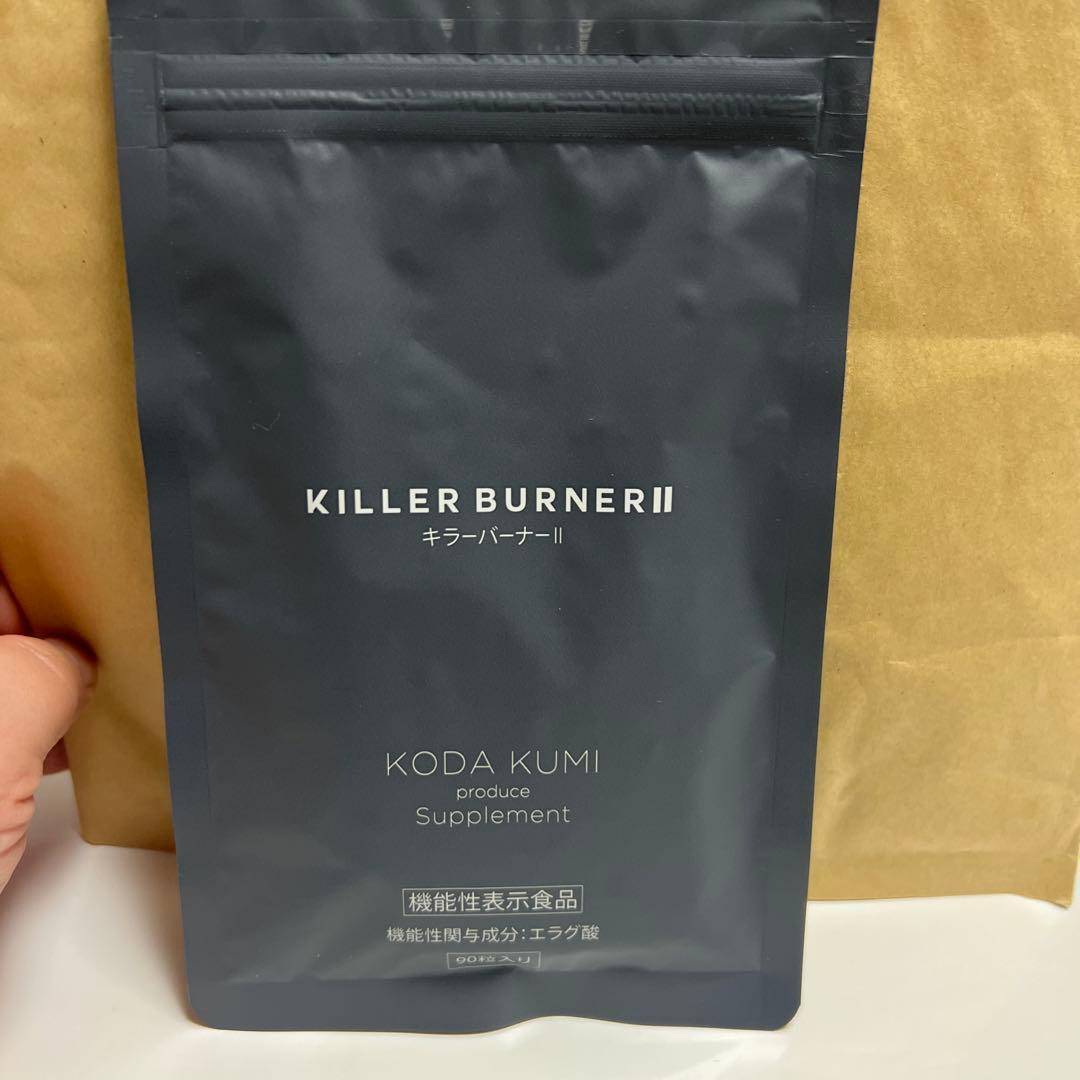 KILLER BURNERⅡ
キラーバーナーⅡ
KODA KUMI
produce
Supplement
機能性表示食品
機能性関与成分：エラグ酸
90粒入り